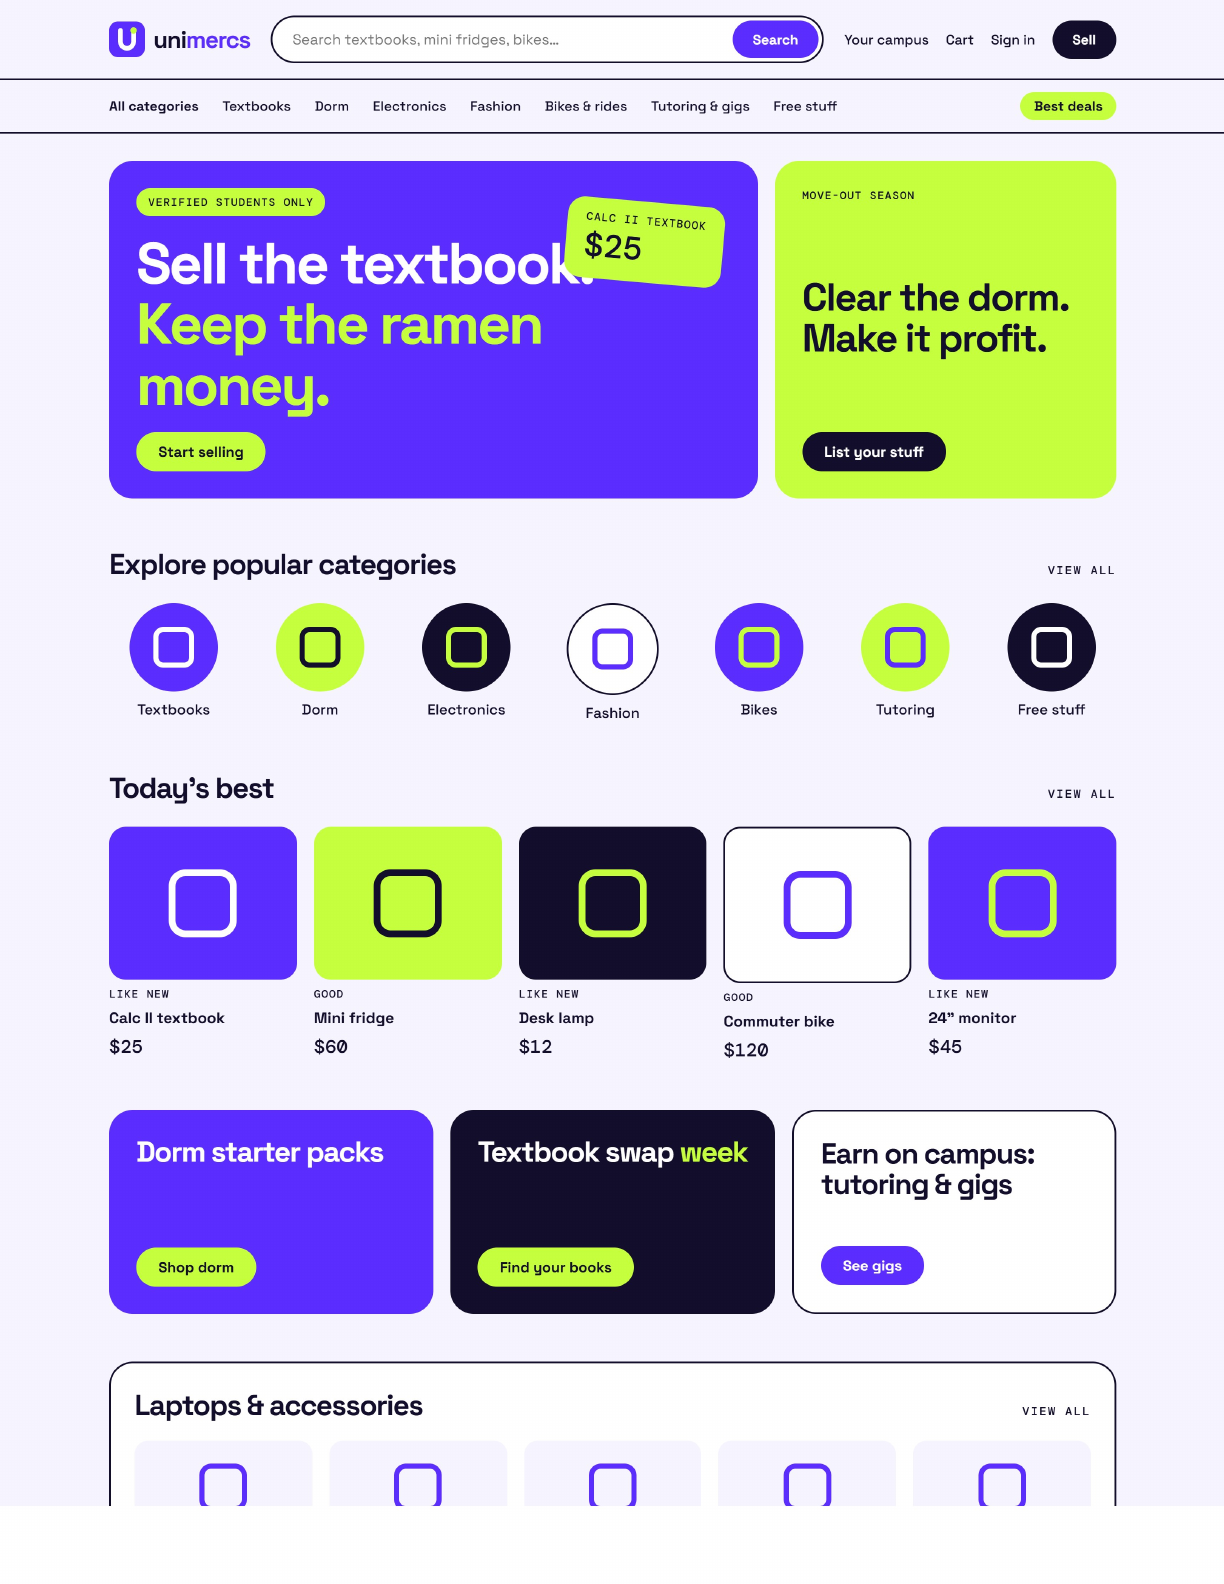 unimercs
Search textbooks, mini fridges, bikes...
Search
Your campus
Cart
Sign in
Sell
All categories
Textbooks
Dorm
Electronics
Fashion
Bikes & rides
Tutoring & gigs
Free stuff
Best deals
VERIFIED STUDENTS ONLY
CALC II TEXTBOOK
$25
Sell the textbook.
Keep the ramen
money.
Start selling
MOVE-OUT SEASON
Clear the dorm.
Make it profit.
List your stuff
Explore popular categories
VIEW ALL
Textbooks
Dorm
Electronics
Fashion
Bikes
Tutoring
Free stuff
Today's best
VIEW ALL
LIKE NEW
Calc II textbook
$25
GOOD
Mini fridge
$60
LIKE NEW
Desk lamp
$12
GOOD
Commuter bike
$120
LIKE NEW
24" monitor
$45
Dorm starter packs
Shop dorm
Textbook swap week
Find your books
Earn on campus:
tutoring & gigs
See gigs
Laptops & accessories
VIEW ALL